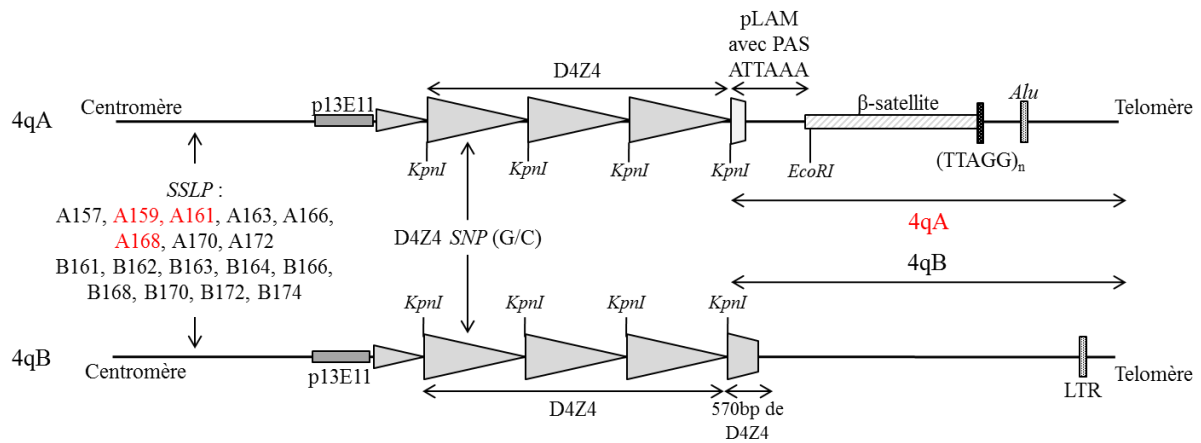 pLAM
avec PAS
ATTAAA
D4Z4
Alu
β-satellite
Centromère
p13E11
Telomère
4qA
KpnI
KpnI
KpnI
KpnI
EcoRI
(TTAGG)n
SSLP :
A157, A159, A161, A163, A166,
A168, A170, A172
B161, B162, B163, B164, B166,
B168, B170, B172, B174
D4Z4 SNP (G/C)
4qA
4qB
KpnI
KpnI
KpnI
KpnI
4qB
Centromère
p13E11
Telomère
LTR
D4Z4
570bp de
D4Z4